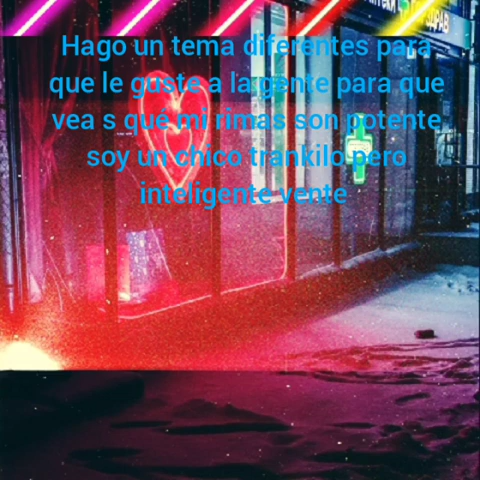 Hago un tema diferentes para
que le guste a la gente para que
vea s qué mi rimas son potente
soy un chico trankilo pero
inteligente vente